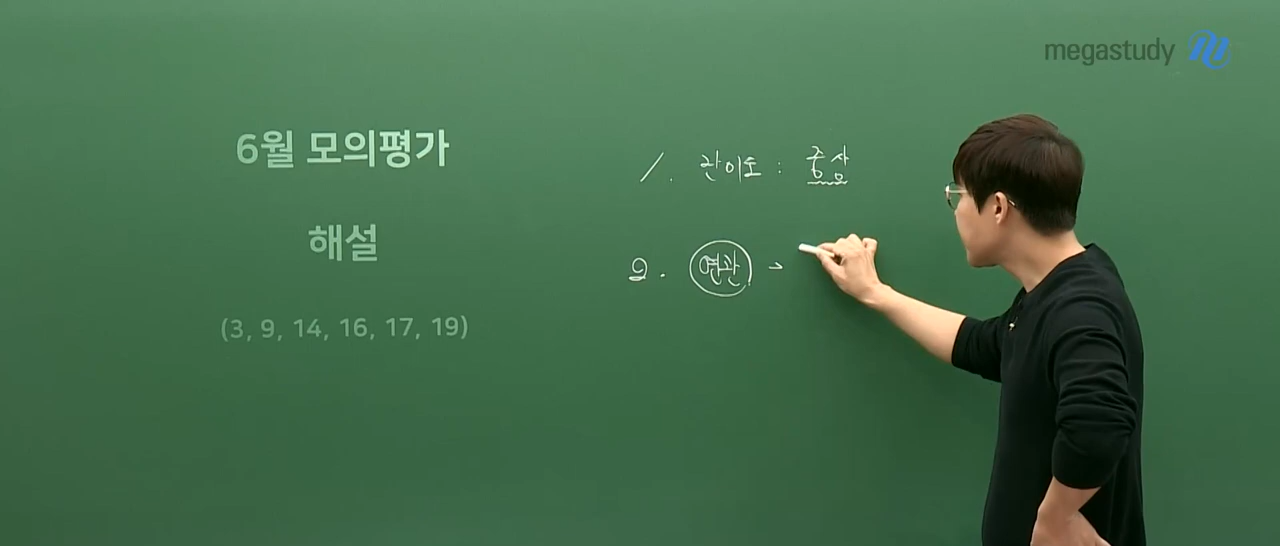 megastudy
6월 모의평가
해설
(3, 9, 14, 16, 17, 19)
1. 난이도 : 중상
2. 연관 →